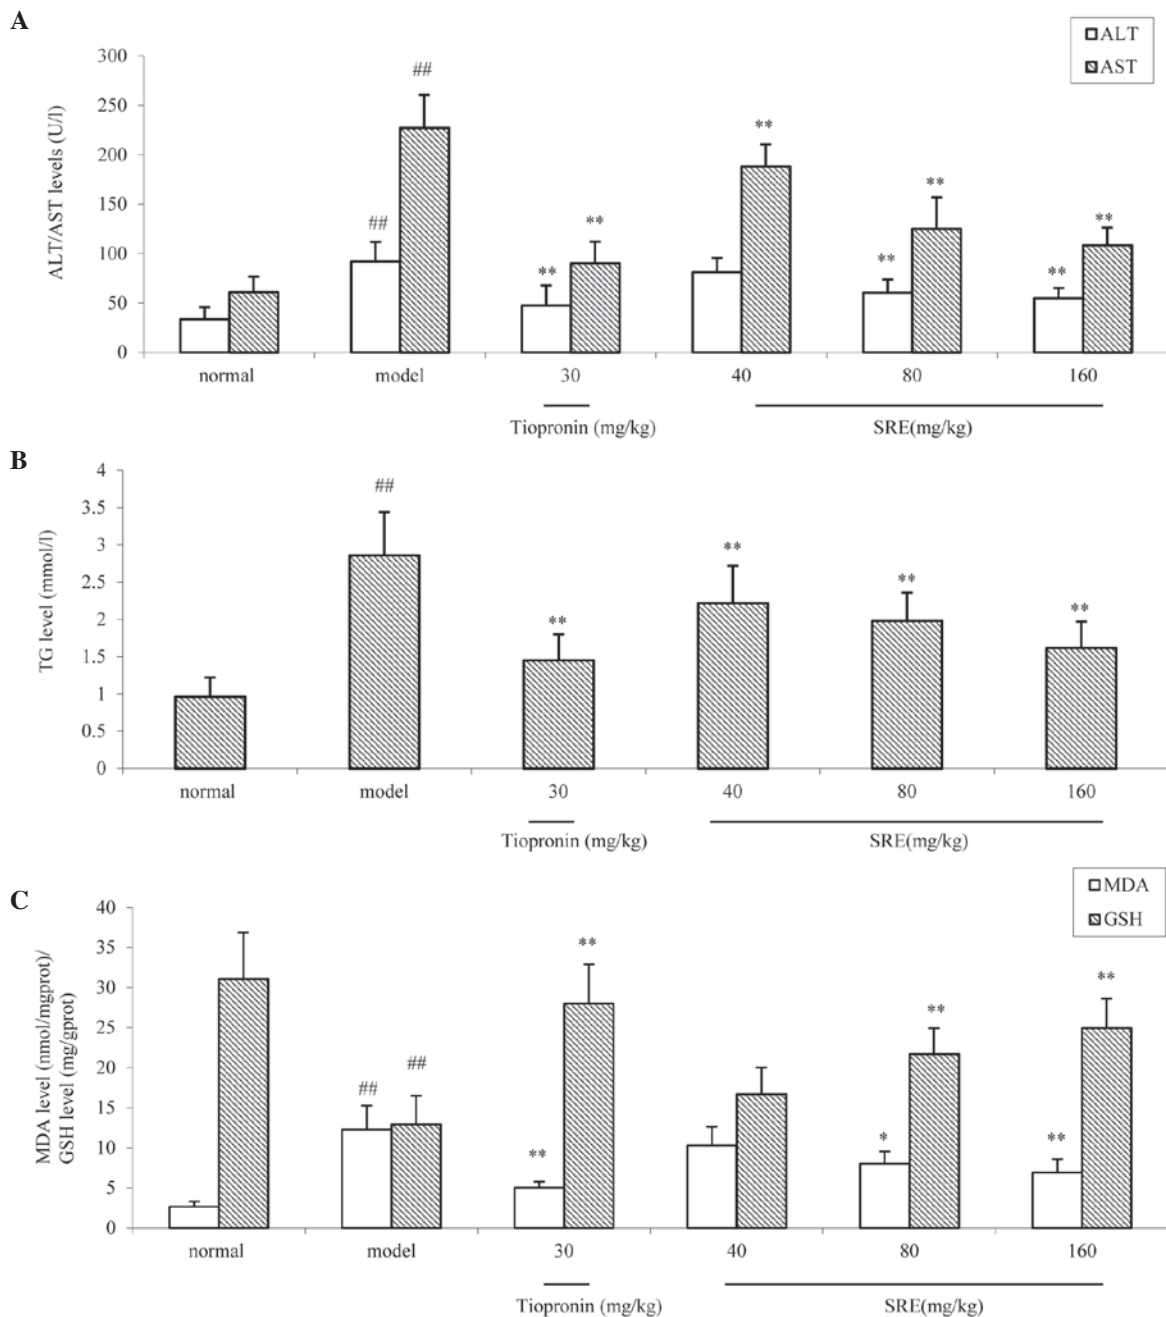 A
ALT
AST
ALT/AST levels (U/l)
300
250
200
150
100
50
0
##
##
**
**
**
**
**
**
**
normal model 30 40 80 160
Tiopronin (mg/kg) SRE(mg/kg)
B
TG level (mmol/l)
4
3.5
3
2.5
2
1.5
1
0.5
0
##
**
**
**
**
normal model 30 40 80 160
Tiopronin (mg/kg) SRE(mg/kg)
C
MDA
GSH
MDA level (nmol/mgprot)/
GSH level (mg/gprot)
40
35
30
25
20
15
10
5
0
##
##
**
**
*
**
**
**
normal model 30 40 80 160
Tiopronin (mg/kg) SRE(mg/kg)